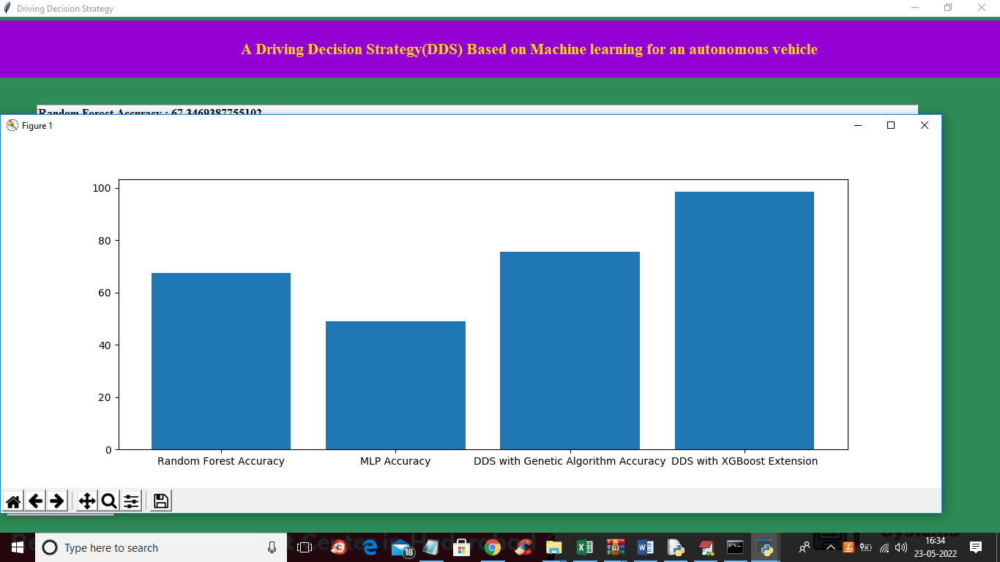 Driving Decision Strategy
A Driving Decision Strategy(DDS) Based on Machine learning for an autonomous vehicle
Random Forest Accuracy : 67.3469387755102
Figure 1
100
80
60
40
20
0
Random Forest Accuracy MLP Accuracy DDS with Genetic Algorithm Accuracy DDS with XGBoost Extension
Type here to search
18
16:34
23-05-2022